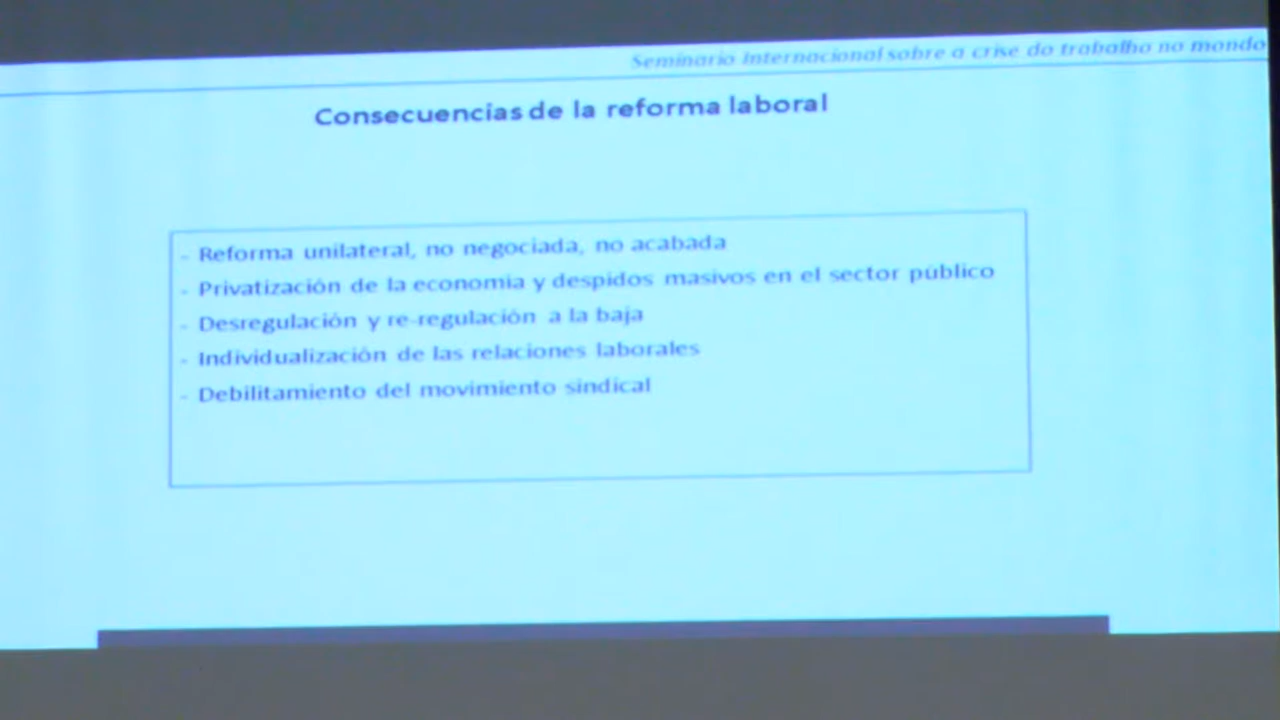 Seminario Internacional sobre a crise do trabalho no mondo
Consecuencias de la reforma laboral
- Reforma unilateral, no negociada, no acabada
- Privatización de la economia y despidos masivos en el sector público
- Desregulación y re-regulación a la baja
- Individualización de las relaciones laborales
- Debilitamiento del movimiento sindical